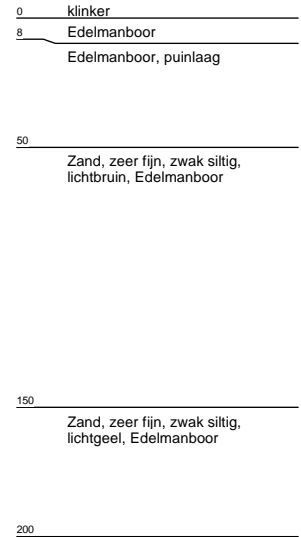 0 klinker
8 Edelmanboor
Edelmanboor, puinlaag
50
Zand, zeer fijn, zwak siltig,
lichtbruin, Edelmanboor
150
Zand, zeer fijn, zwak siltig,
lichtgeel, Edelmanboor
200